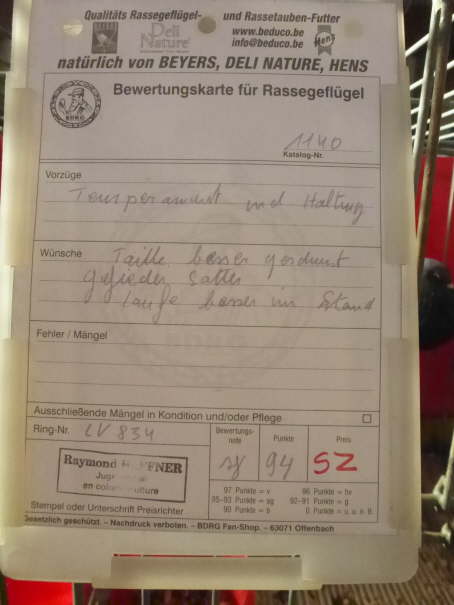 Qualitäts Rassegeflügel- und Rassetauben-Futter
Deli Nature
www.beduco.be
info@beduco.be
Hens
natürlich von BEYERS, DELI NATURE, HENS
BDRG
Bewertungskarte für Rassegeflügel
1140
Katalog-Nr.
Vorzüge
und Haltung
Wünsche
Taille besser
gefieder satter
Laufe besser im Stand
Fehler / Mängel
Ausschließende Mängel in Kondition und/oder Pflege
Ring-Nr. LV 834
Bewertungs-note
Punkte
Preis
sg
94
SZ
Raymond
Stempel oder Unterschrift Preisrichter
97 Punkte = v
96 Punkte = hv
95–93 Punkte = sg
92–91 Punkte = g
90 Punkte = b
0 Punkte = u. u. o. B.
Gesetzlich geschützt. – Nachdruck verboten. – BDRG Fan-Shop. – 63071 Offenbach